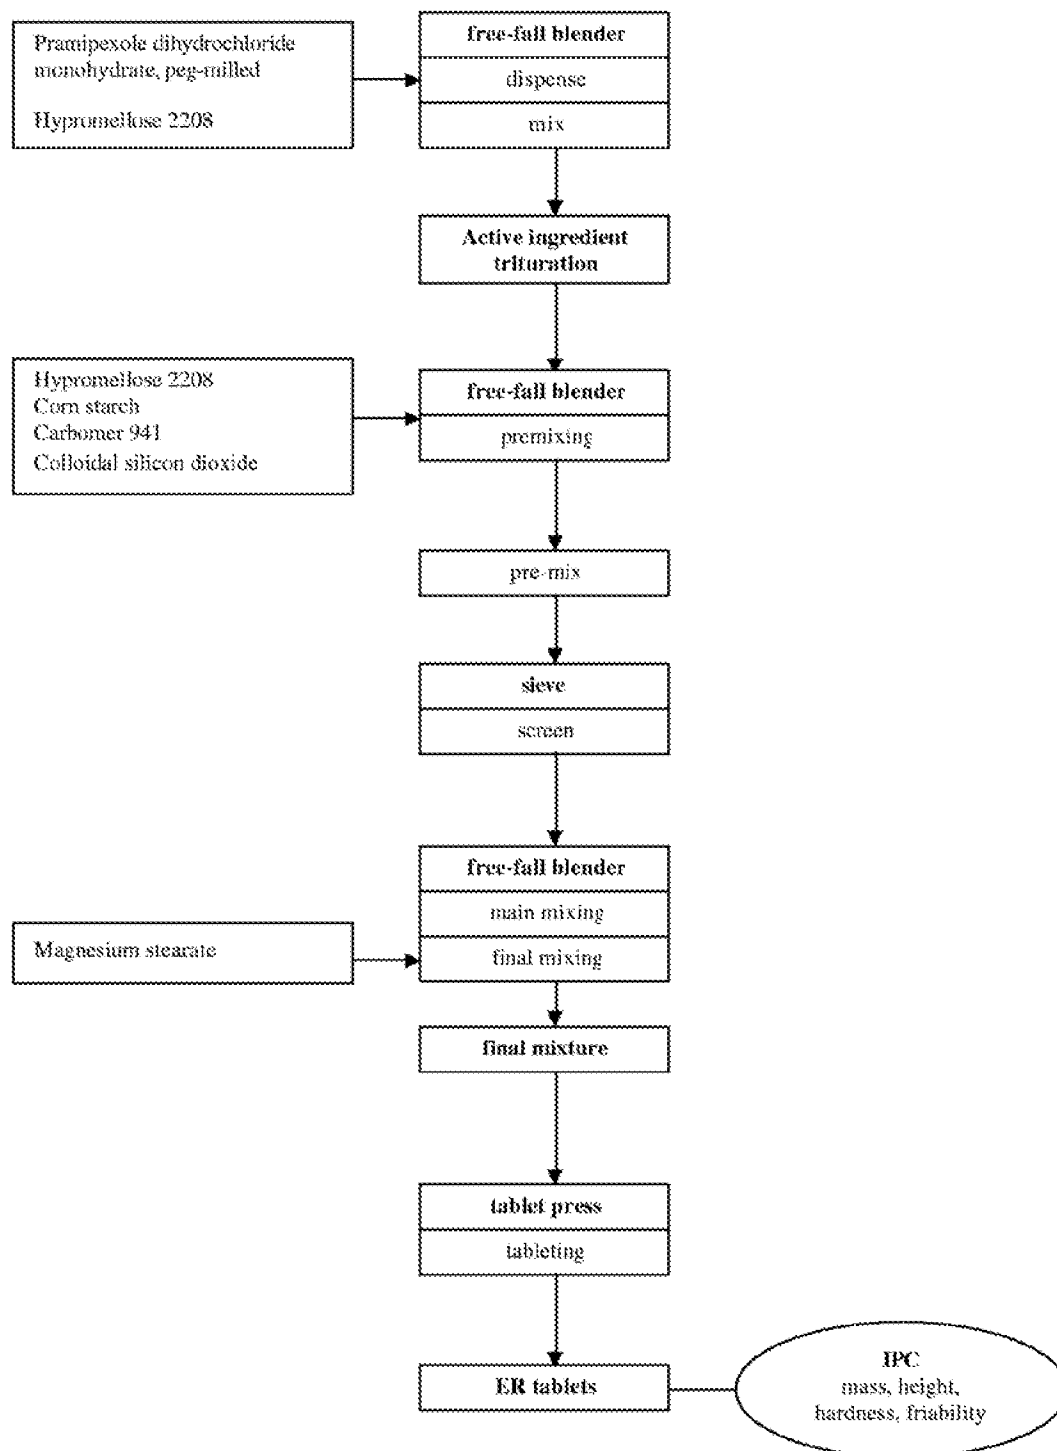 Pramipexole dihydrochloride
monohydrate, peg-milled
Hypromellose 2208
free-fall blender
dispense
mix
Active ingredient
trituration
Hypromellose 2208
Corn starch
Carbomer 941
Colloidal silicon dioxide
free-fall blender
premixing
pre-mix
sieve
screen
free-fall blender
main mixing
final mixing
Magnesium stearate
final mixture
tablet press
tableting
ER tablets
IPC
mass, height,
hardness, friability